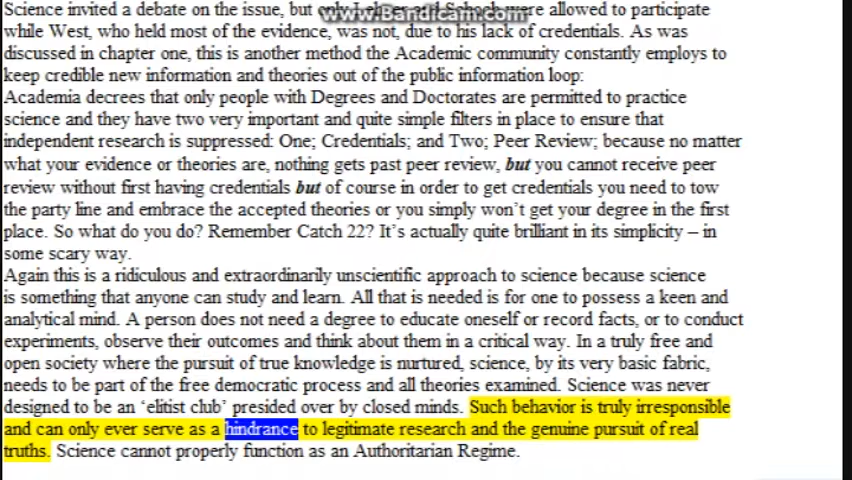 Science invited a debate on the issue, but only Lehner and Schoch were allowed to participate
www.Bandicam.com
while West, who held most of the evidence, was not, due to his lack of credentials. As was
discussed in chapter one, this is another method the Academic community constantly employs to
keep credible new information and theories out of the public information loop:
Academia decrees that only people with Degrees and Doctorates are permitted to practice
science and they have two very important and quite simple filters in place to ensure that
independent research is suppressed: One; Credentials; and Two; Peer Review; because no matter
what your evidence or theories are, nothing gets past peer review, but you cannot receive peer
review without first having credentials but of course in order to get credentials you need to tow
the party line and embrace the accepted theories or you simply won't get your degree in the first
place. So what do you do? Remember Catch 22? It's actually quite brilliant in its simplicity – in
some scary way.
Again this is a ridiculous and extraordinarily unscientific approach to science because science
is something that anyone can study and learn. All that is needed is for one to possess a keen and
analytical mind. A person does not need a degree to educate oneself or record facts, or to conduct
experiments, observe their outcomes and think about them in a critical way. In a truly free and
open society where the pursuit of true knowledge is nurtured, science, by its very basic fabric,
needs to be part of the free democratic process and all theories examined. Science was never
designed to be an 'elitist club' presided over by closed minds. Such behavior is truly irresponsible
and can only ever serve as a hindrance to legitimate research and the genuine pursuit of real
truths. Science cannot properly function as an Authoritarian Regime.